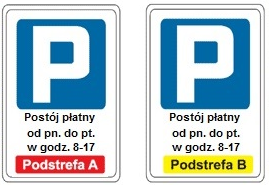 P
Postój płatny
od pn. do pt.
w godz. 8-17
Podstrefa A
P
Postój płatny
od pn. do pt.
w godz. 8-17
Podstrefa B